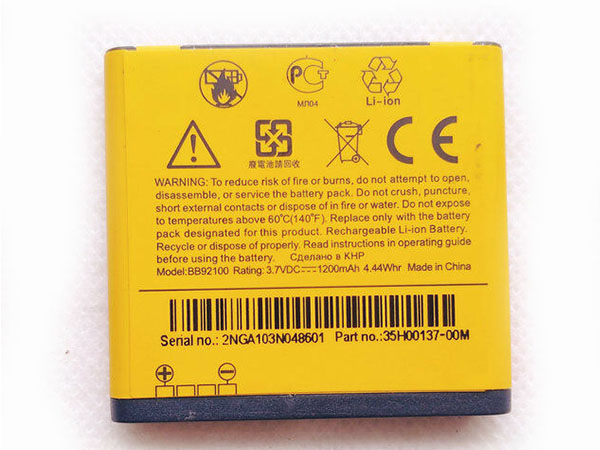 РСТ
МЛ04
Li-ion
廢電池請回收
CE
WARNING: To reduce risk of fire or burns, do not attempt to open,
disassemble, or service the battery pack. Do not crush, puncture,
short external contacts or dispose of in fire or water. Do not expose
to temperatures above 60°C(140°F). Replace only with the battery
pack designated for this product. Rechargeable Li-ion Battery.
Recycle or dispose of properly. Read instructions in operating guide
before using the battery. Сделано в КНР
Model:BB92100 Rating: 3.7VDC⎓1200mAh 4.44Whr Made in China
Serial no.: 2NGA103N048601 Part no.:35H00137-00M
+ −